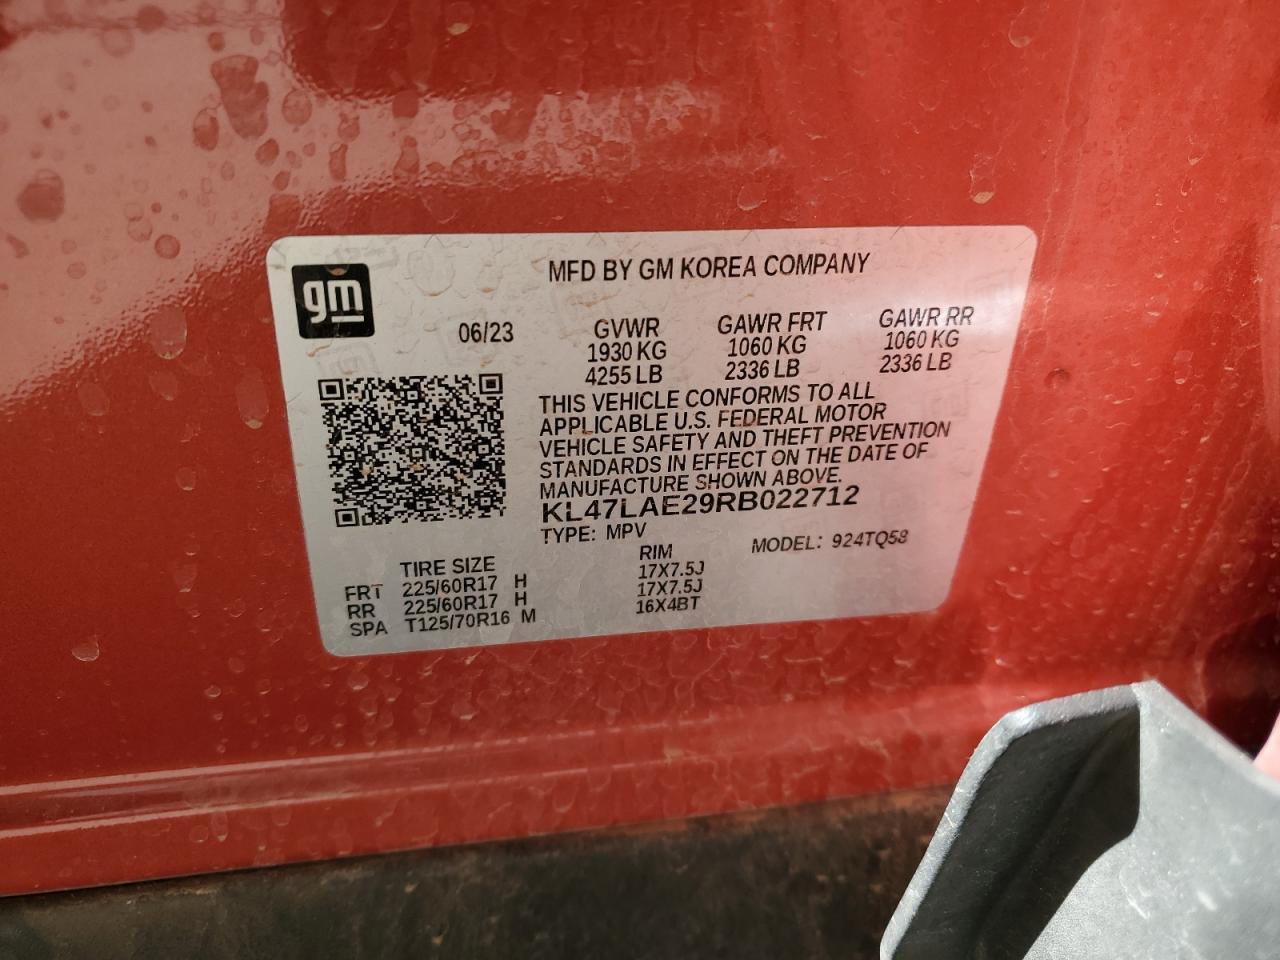 gm
MFD BY GM KOREA COMPANY
06/23 GVWR GAWR FRT GAWR RR
1930 KG 1060 KG 1060 KG
4255 LB 2336 LB 2336 LB
THIS VEHICLE CONFORMS TO ALL
APPLICABLE U.S. FEDERAL MOTOR
VEHICLE SAFETY AND THEFT PREVENTION
STANDARDS IN EFFECT ON THE DATE OF
MANUFACTURE SHOWN ABOVE.
KL47LAE29RB022712
TYPE: MPV MODEL: 924TQ58
TIRE SIZE RIM
FRT 225/60R17 H 17X7.5J
RR 225/60R17 H 17X7.5J
SPA T125/70R16 M 16X4BT